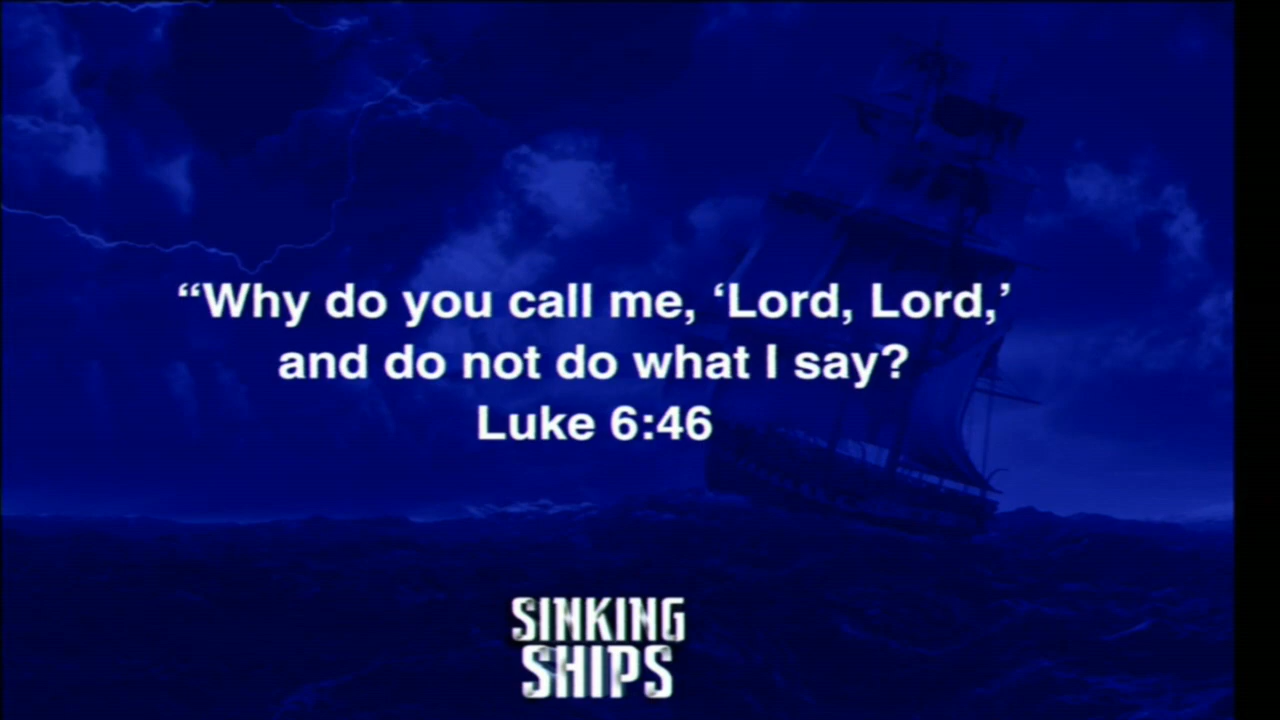 “Why do you call me, ‘Lord, Lord,’
and do not do what I say?
Luke 6:46
SINKING
SHIPS